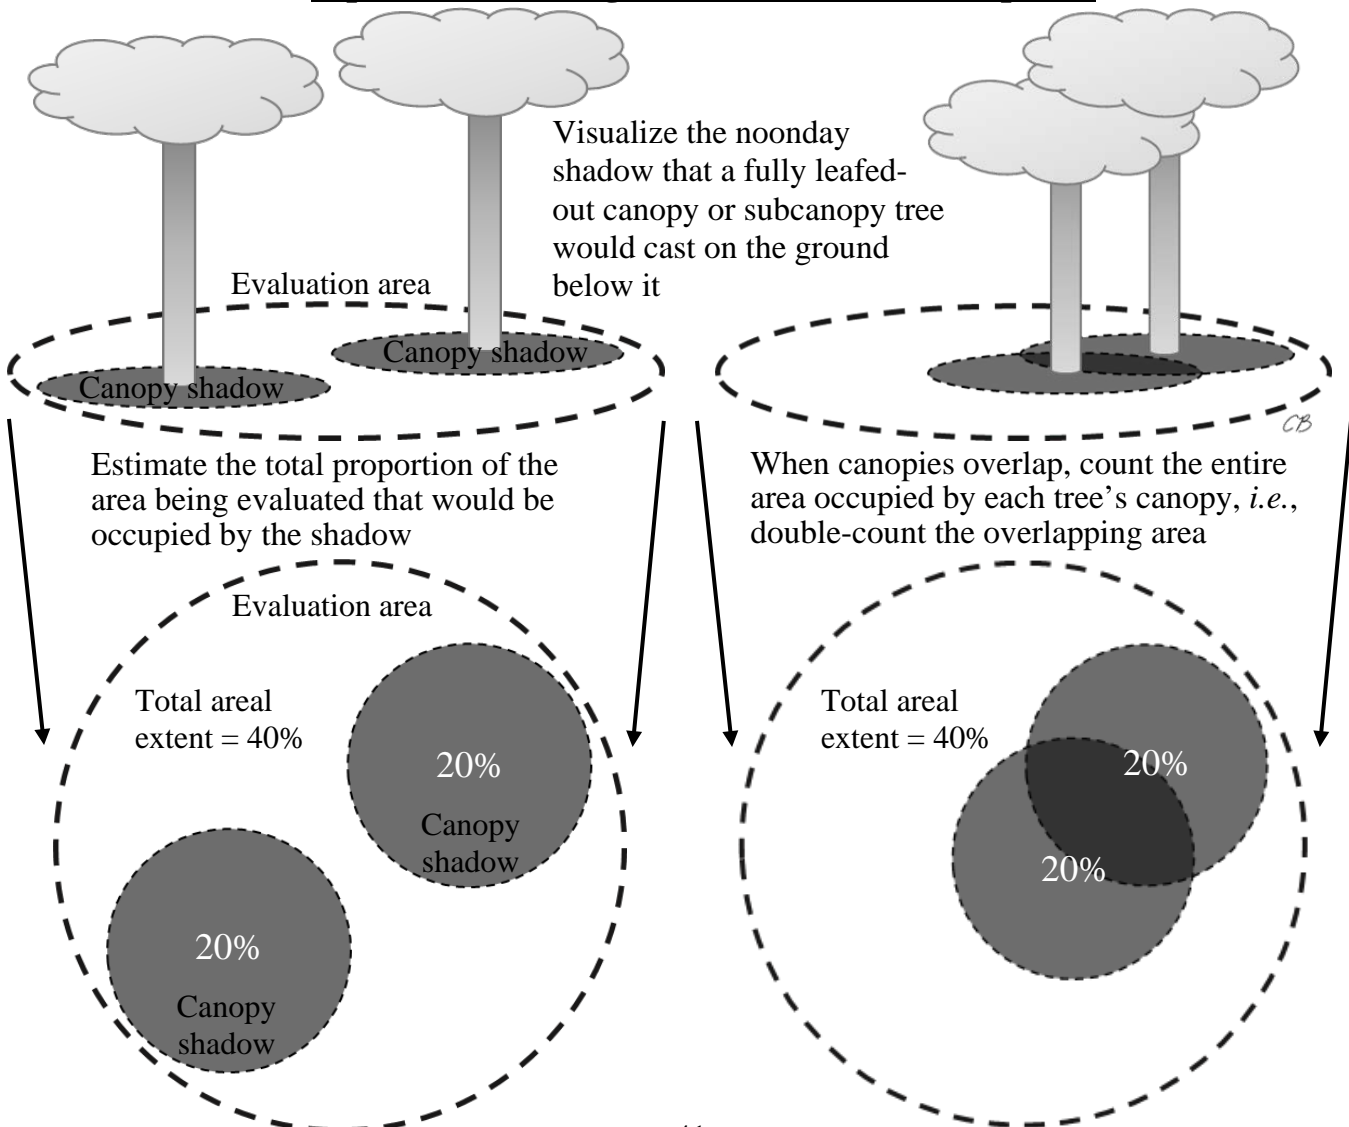 Visualize the noonday
shadow that a fully leafed-
out canopy or subcanopy tree
would cast on the ground
below it
Evaluation area
Canopy shadow
Canopy shadow
CB
Estimate the total proportion of the
area being evaluated that would be
occupied by the shadow
When canopies overlap, count the entire
area occupied by each tree’s canopy, i.e.,
double-count the overlapping area
Evaluation area
Total areal
extent = 40%
20%
Canopy
shadow
20%
Canopy
shadow
Total areal
extent = 40%
20%
20%